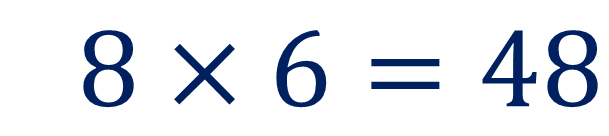 8 × 6 = 48